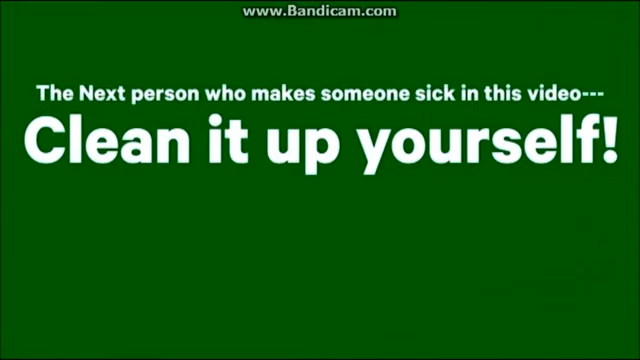 www.Bandicam.com
The Next person who makes someone sick in this video---
Clean it up yourself!